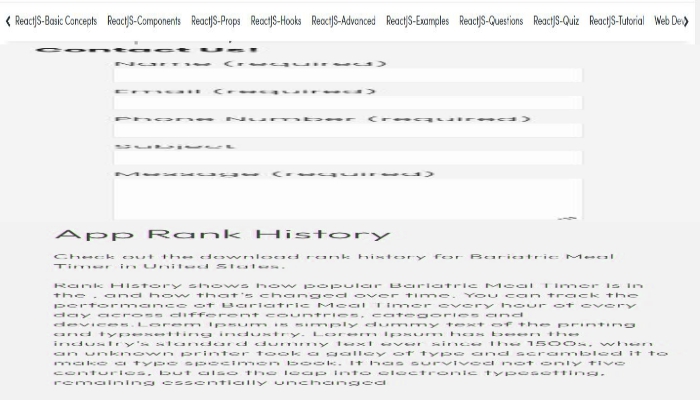 ReactJS-Basic Concepts ReactJS-Components ReactJS-Props ReactJS-Hooks ReactJS-Advanced ReactJS-Examples ReactJS-Questions ReactJS-Quiz ReactJS-Tutorial Web Dev
Contact Us!
Name (required)
Email (required)
Phone Number (required)
Subject
Message (required)
App Rank History
Check out the download rank history for Bariatric Meal
Timer in United States.
Rank History shows how popular Bariatric Meal Timer is in
the , and how that's changed over time. You can track the
performance of Bariatric Meal Timer every hour of every
day across different countries, categories and
devices.Lorem Ipsum is simply dummy text of the printing
and typesetting industry. Lorem Ipsum has been the
industry's standard dummy text ever since the 1500s, when
an unknown printer took a galley of type and scrambled it to
make a type specimen book. It has survived not only five
centuries, but also the leap into electronic typesetting,
remaining essentially unchanged